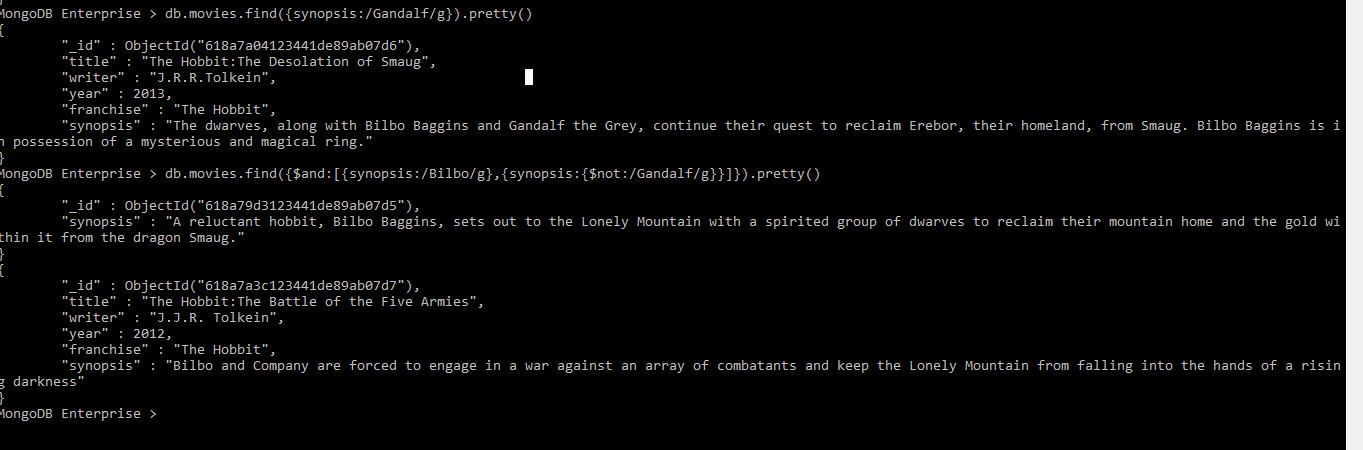 MongoDB Enterprise > db.movies.find({synopsis:/Gandalf/g}).pretty()
{
"_id" : ObjectId("618a7a04123441de89ab07d6"),
"title" : "The Hobbit:The Desolation of Smaug",
"writer" : "J.R.R.Tolkein",
"year" : 2013,
"franchise" : "The Hobbit",
"synopsis" : "The dwarves, along with Bilbo Baggins and Gandalf the Grey, continue their quest to reclaim Erebor, their homeland, from Smaug. Bilbo Baggins is i
n possession of a mysterious and magical ring."
}
MongoDB Enterprise > db.movies.find({$and:[{synopsis:/Bilbo/g},{synopsis:{$not:/Gandalf/g}}]}).pretty()
{
"_id" : ObjectId("618a79d3123441de89ab07d5"),
"synopsis" : "A reluctant hobbit, Bilbo Baggins, sets out to the Lonely Mountain with a spirited group of dwarves to reclaim their mountain home and the gold wi
thin it from the dragon Smaug."
}
{
"_id" : ObjectId("618a7a3c123441de89ab07d7"),
"title" : "The Hobbit:The Battle of the Five Armies",
"writer" : "J.J.R. Tolkein",
"year" : 2012,
"franchise" : "The Hobbit",
"synopsis" : "Bilbo and Company are forced to engage in a war against an array of combatants and keep the Lonely Mountain from falling into the hands of a risin
g darkness"
}
MongoDB Enterprise >